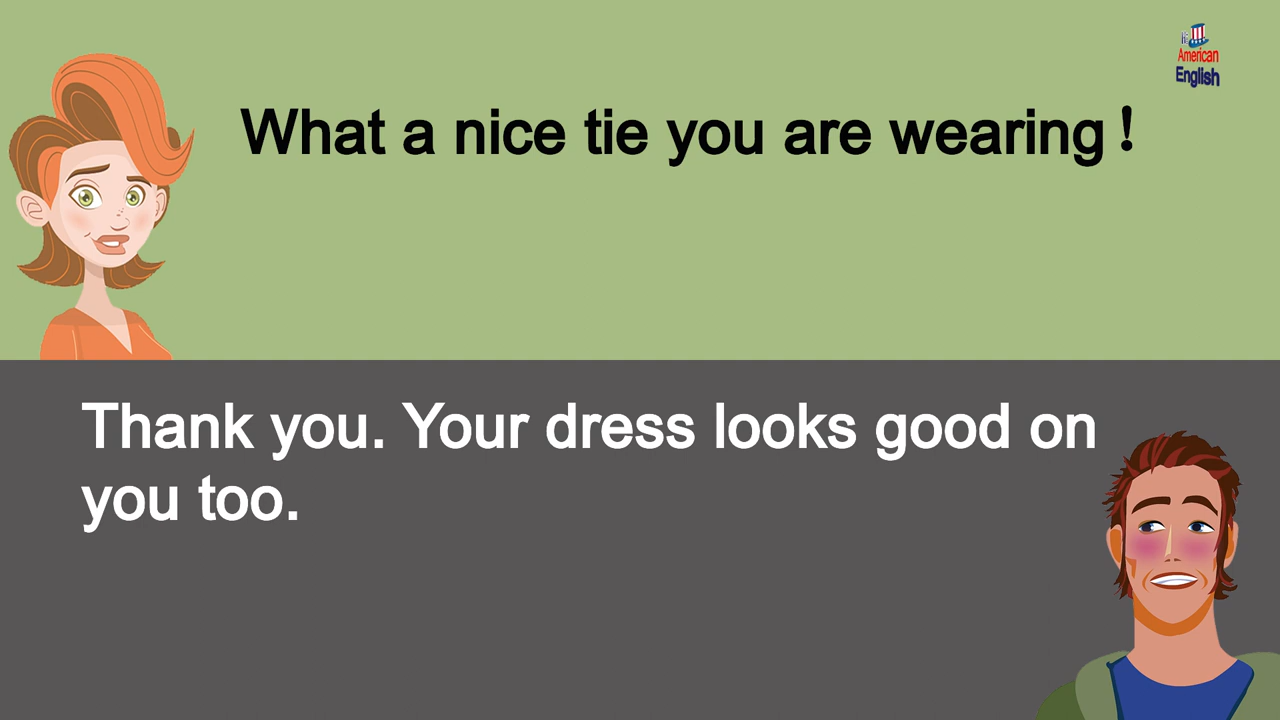 American
English
What a nice tie you are wearing!
Thank you. Your dress looks good on
you too.